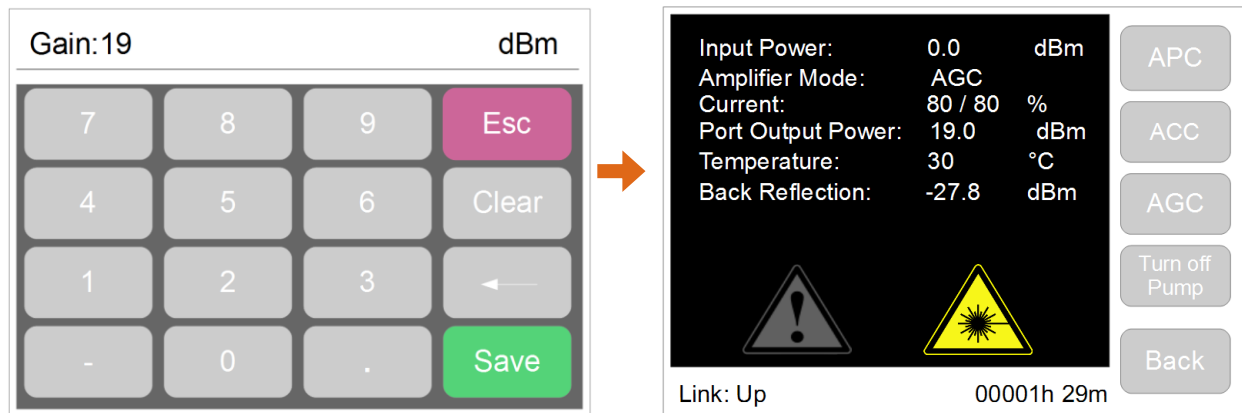 Gain:19 dBm
7 8 9 Esc
4 5 6 Clear
1 2 3
- 0 . Save
Input Power: 0.0 dBm
Amplifier Mode: AGC
Current: 80 / 80 %
Port Output Power: 19.0 dBm
Temperature: 30 °C
Back Reflection: -27.8 dBm
Link: Up 00001h 29m
APC
ACC
AGC
Turn off
Pump
Back